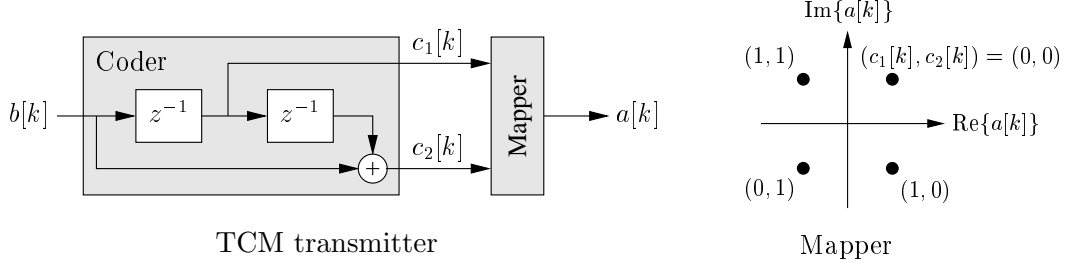 Coder
b[k]
z⁻¹
z⁻¹
+
c₁[k]
c₂[k]
Mapper
a[k]
TCM transmitter
Im{a[k]}
(1, 1)
(c₁[k], c₂[k]) = (0, 0)
Re{a[k]}
(0, 1)
(1, 0)
Mapper